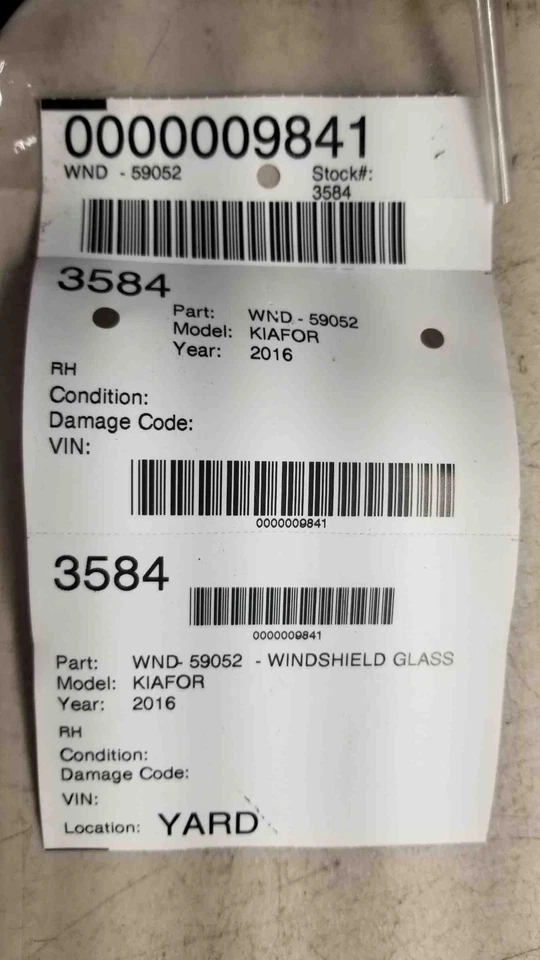 0000009841
WND - 59052 Stock#:
3584
3584
Part: WND - 59052
Model: KIAFOR
Year: 2016
RH
Condition:
Damage Code:
VIN:
0000009841
3584
0000009841
Part: WND- 59052 - WINDSHIELD GLASS
Model: KIAFOR
Year: 2016
RH
Condition:
Damage Code:
VIN:
Location: YARD